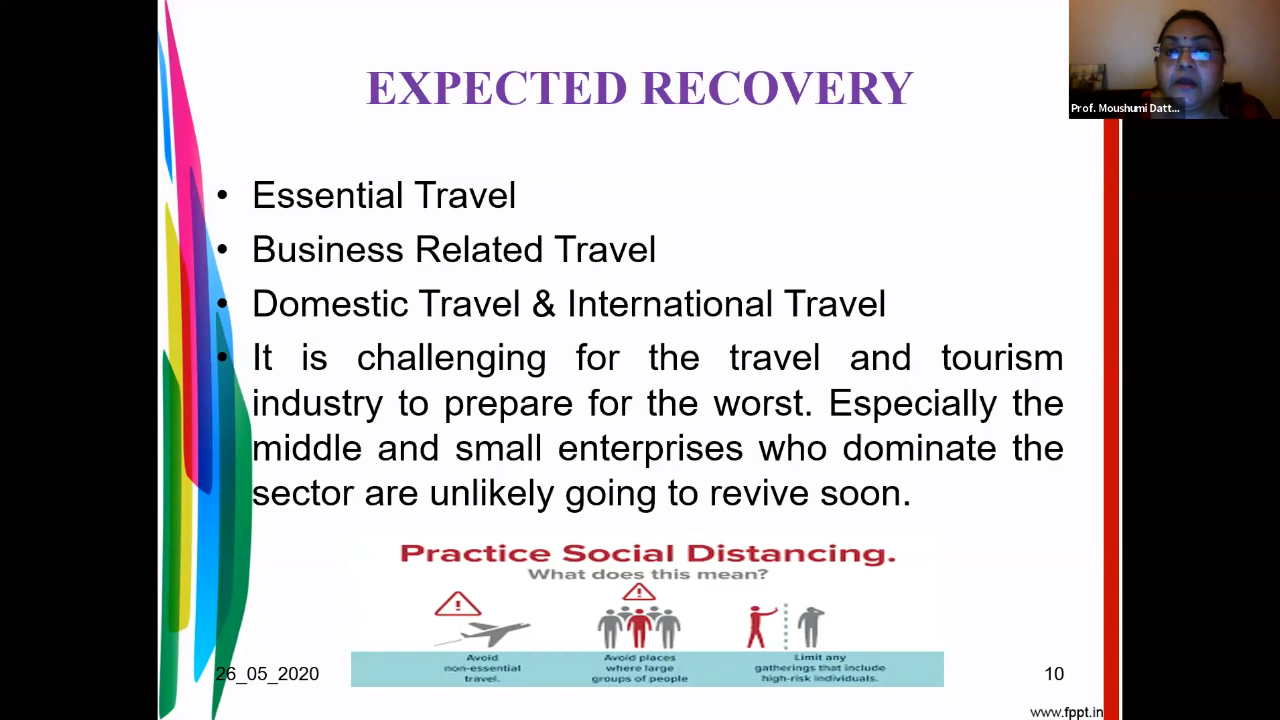 EXPECTED RECOVERY
Prof. Moushumi Datt...
• Essential Travel
• Business Related Travel
• Domestic Travel & International Travel
• It is challenging for the travel and tourism
industry to prepare for the worst. Especially the
middle and small enterprises who dominate the
sector are unlikely going to revive soon.
Practice Social Distancing.
What does this mean?
Avoid
non-essential
travel.
Avoid places
where large
groups of people
Limit any
gatherings that include
high-risk individuals.
26_05_2020
10
www.fppt.in